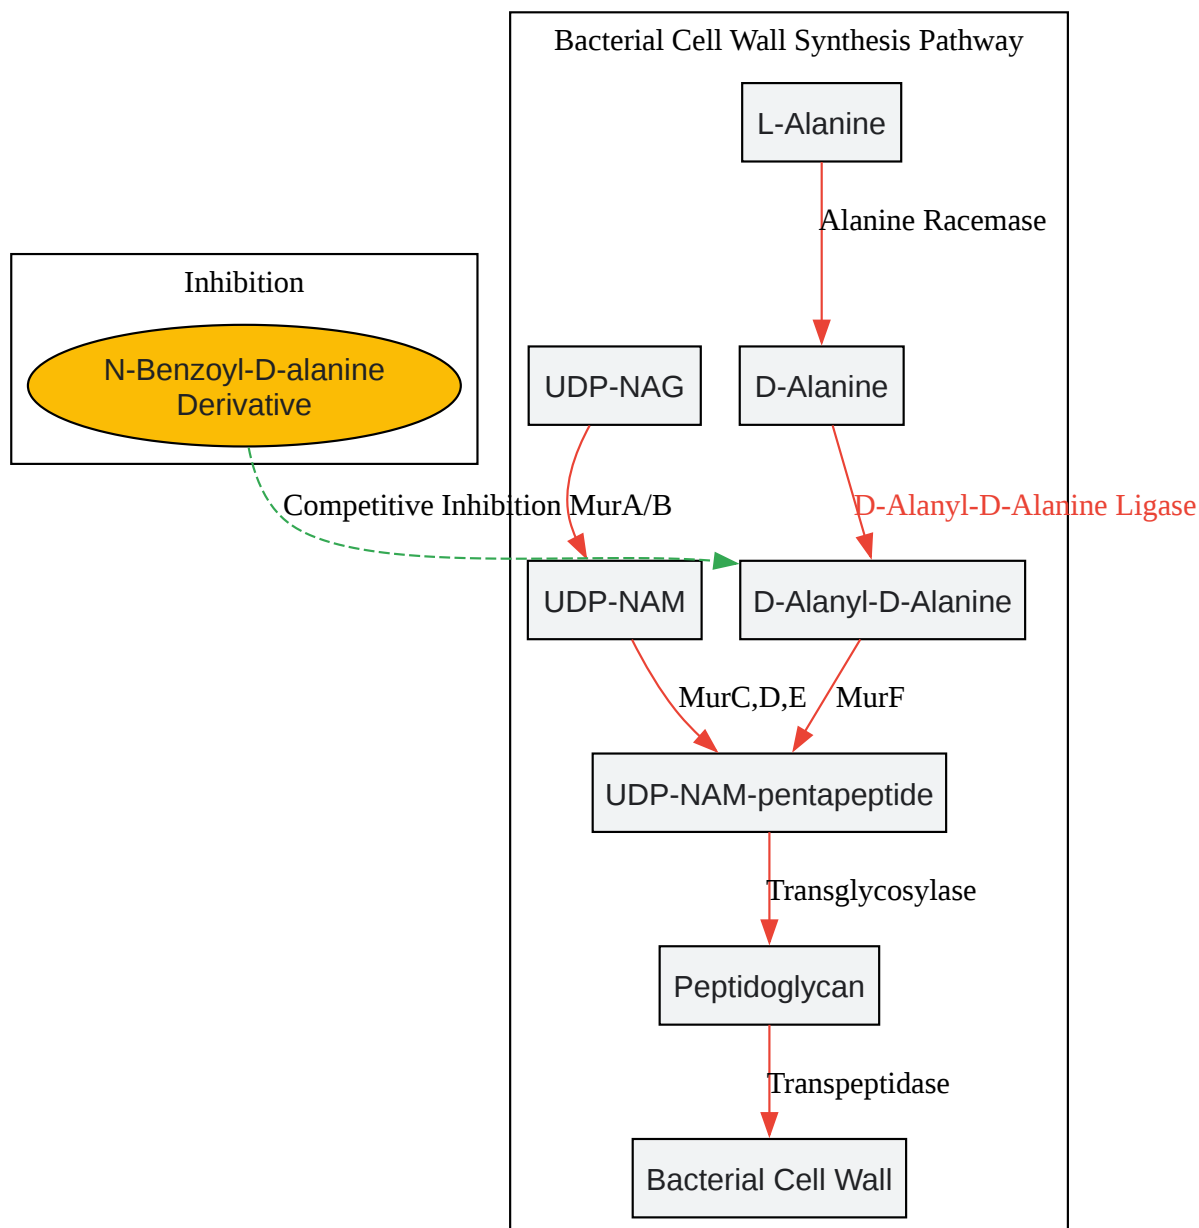 Bacterial Cell Wall Synthesis Pathway
L-Alanine
Alanine Racemase
Inhibition
N-Benzoyl-D-alanine
Derivative
UDP-NAG
D-Alanine
Competitive Inhibition
MurA/B
D-Alanyl-D-Alanine Ligase
UDP-NAM
D-Alanyl-D-Alanine
MurC,D,E
MurF
UDP-NAM-pentapeptide
Transglycosylase
Peptidoglycan
Transpeptidase
Bacterial Cell Wall